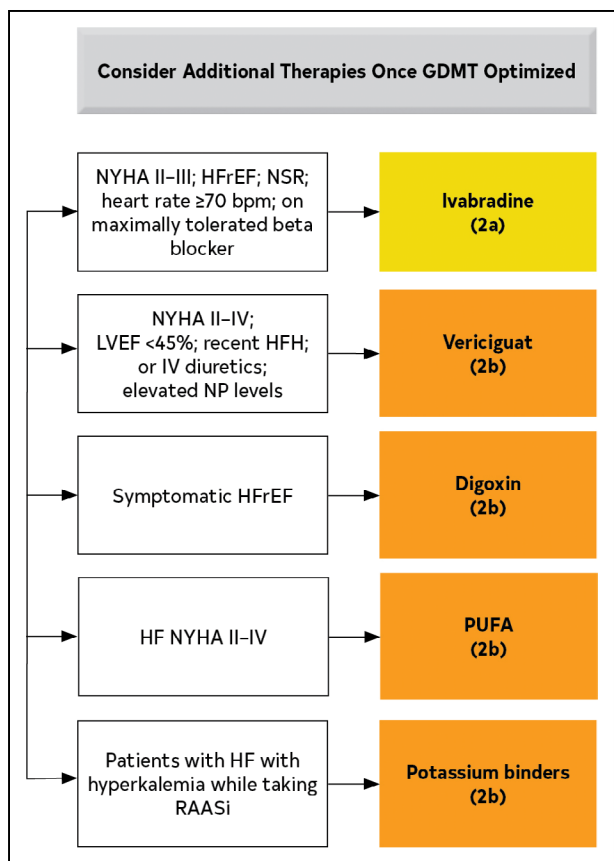 Consider Additional Therapies Once GDMT Optimized
NYHA II–III; HFrEF; NSR;
heart rate ≥70 bpm; on
maximally tolerated beta
blocker
Ivabradine
(2a)
NYHA II–IV;
LVEF <45%; recent HFH;
or IV diuretics;
elevated NP levels
Vericiguat
(2b)
Symptomatic HFrEF
Digoxin
(2b)
HF NYHA II–IV
PUFA
(2b)
Patients with HF with
hyperkalemia while taking
RAASi
Potassium binders
(2b)